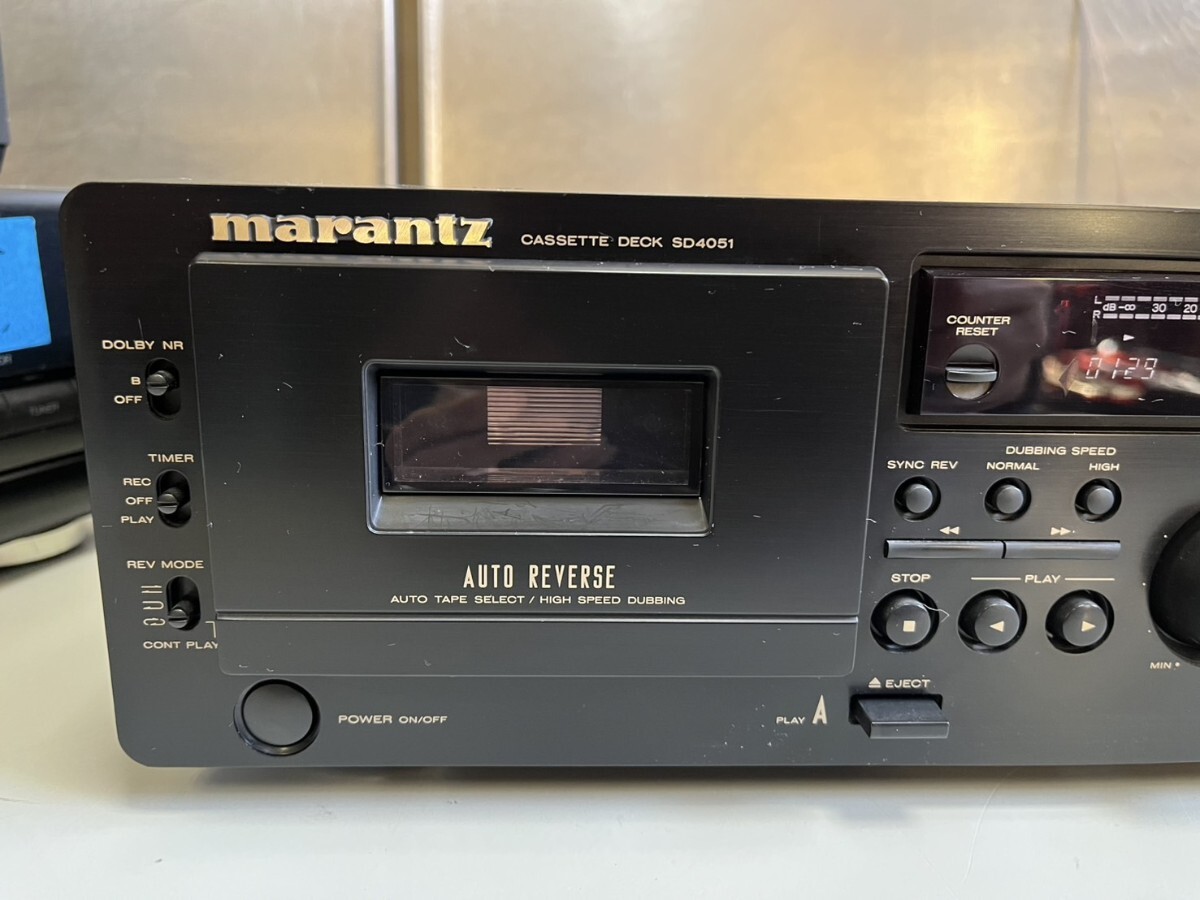 marantz
CASSETTE DECK SD4051
DOLBY NR
B
OFF
TIMER
REC
OFF
PLAY
REV MODE
CONT PLAY
AUTO REVERSE
AUTO TAPE SELECT / HIGH SPEED DUBBING
POWER ON/OFF
PLAY A
EJECT
COUNTER
RESET
L
R
dB -∞ 30 20
0129
DUBBING SPEED
SYNC REV NORMAL HIGH
STOP PLAY
MIN